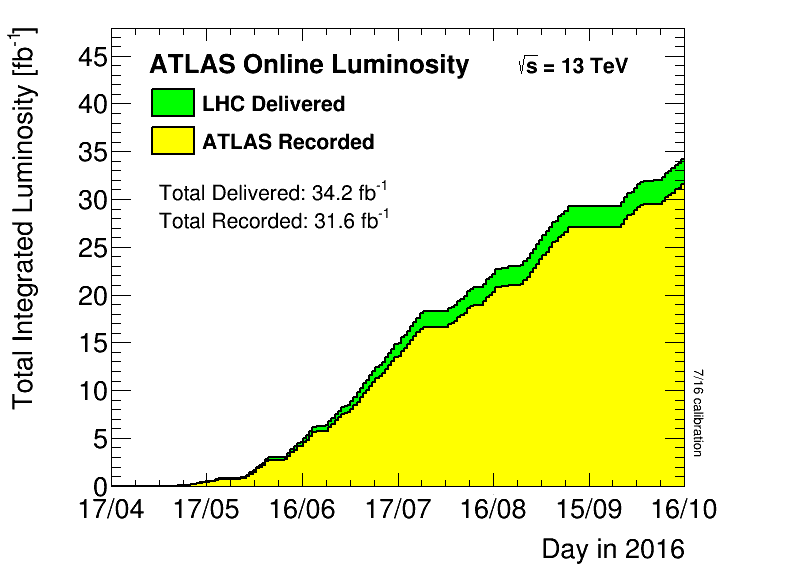 Total Integrated Luminosity [fb⁻¹]
45
40
35
30
25
20
15
10
5
0
ATLAS Online Luminosity √s = 13 TeV
LHC Delivered
ATLAS Recorded
Total Delivered: 34.2 fb⁻¹
Total Recorded: 31.6 fb⁻¹
7/16 calibration
17/04 17/05 16/06 17/07 16/08 15/09 16/10
Day in 2016